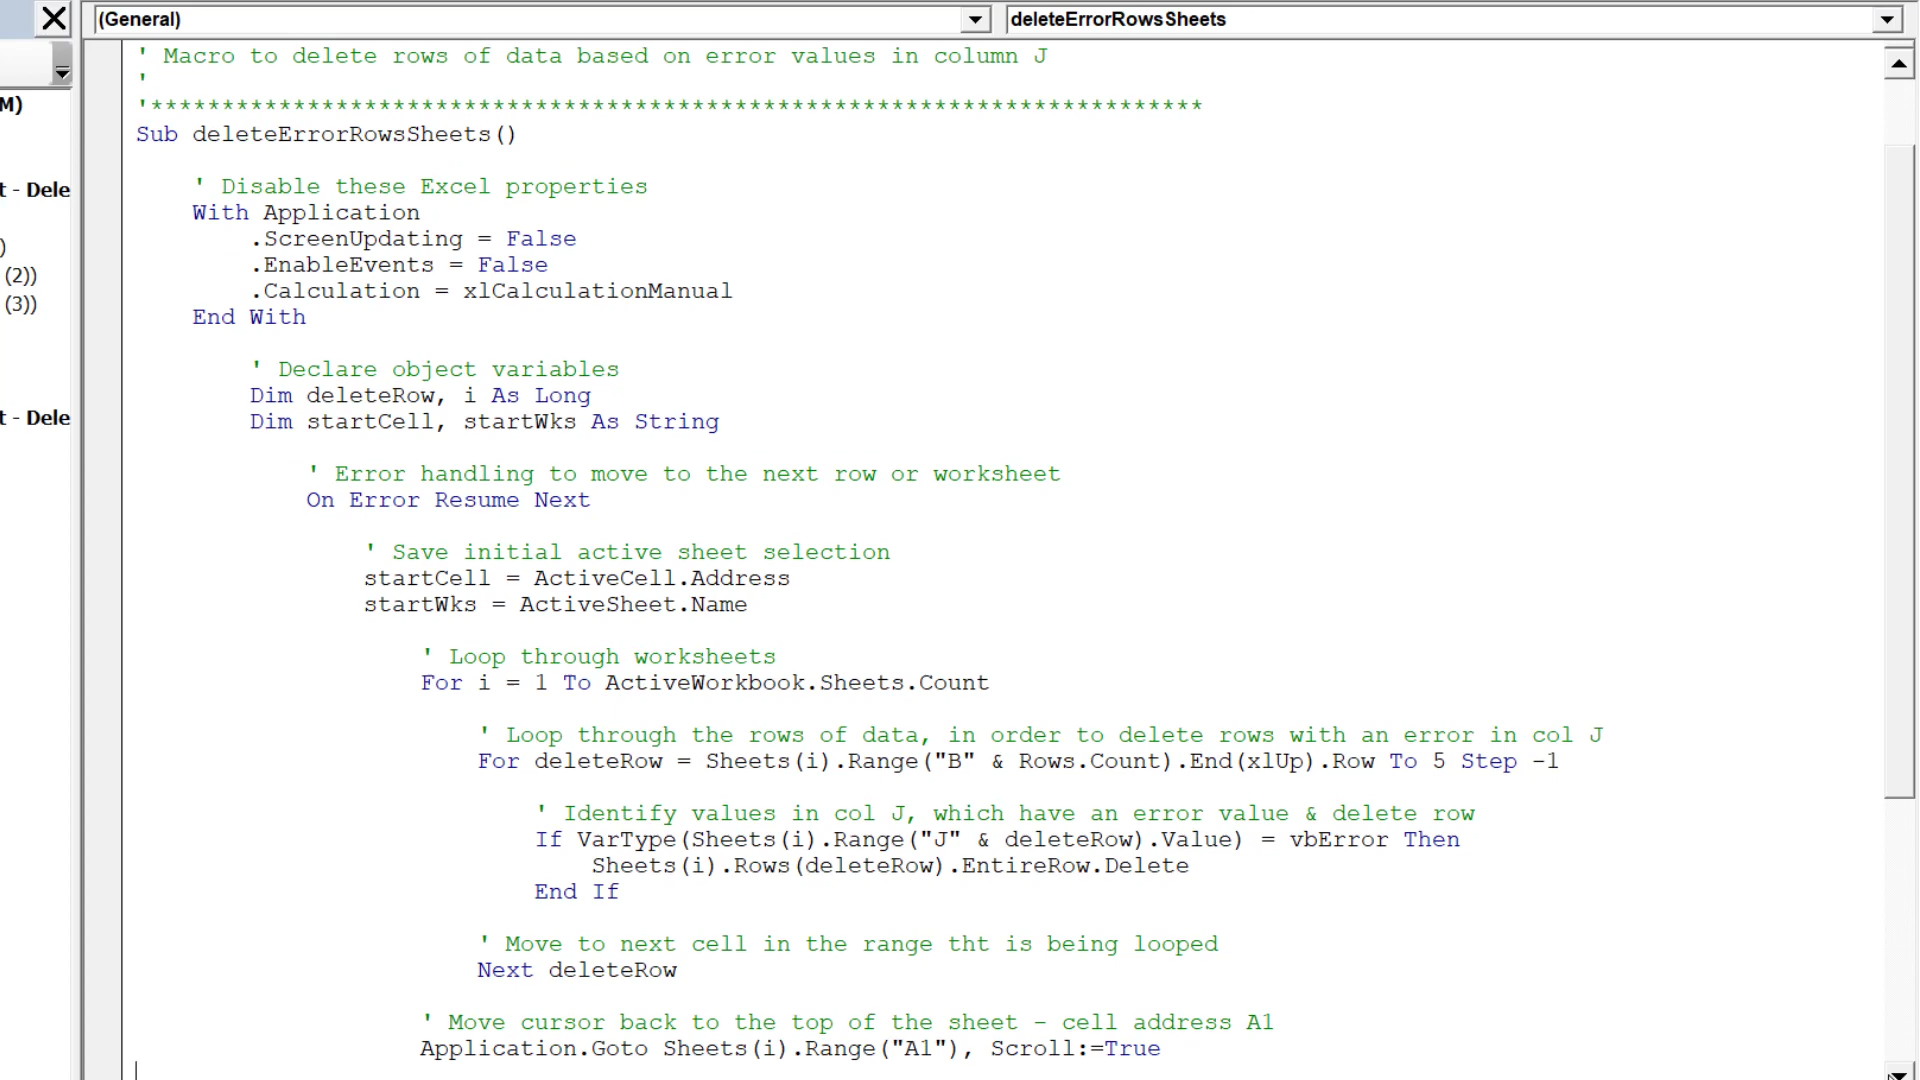 (General)
deleteErrorRowsSheets
M)
t - Dele
)
(2))
(3))
t - Dele
' Macro to delete rows of data based on error values in column J
'
'**************************************************************************
Sub deleteErrorRowsSheets()
' Disable these Excel properties
With Application
.ScreenUpdating = False
.EnableEvents = False
.Calculation = xlCalculationManual
End With
' Declare object variables
Dim deleteRow, i As Long
Dim startCell, startWks As String
' Error handling to move to the next row or worksheet
On Error Resume Next
' Save initial active sheet selection
startCell = ActiveCell.Address
startWks = ActiveSheet.Name
' Loop through worksheets
For i = 1 To ActiveWorkbook.Sheets.Count
' Loop through the rows of data, in order to delete rows with an error in col J
For deleteRow = Sheets(i).Range("B" & Rows.Count).End(xlUp).Row To 5 Step -1
' Identify values in col J, which have an error value & delete row
If VarType(Sheets(i).Range("J" & deleteRow).Value) = vbError Then
Sheets(i).Rows(deleteRow).EntireRow.Delete
End If
' Move to next cell in the range tht is being looped
Next deleteRow
' Move cursor back to the top of the sheet - cell address A1
Application.Goto Sheets(i).Range("A1"), Scroll:=True